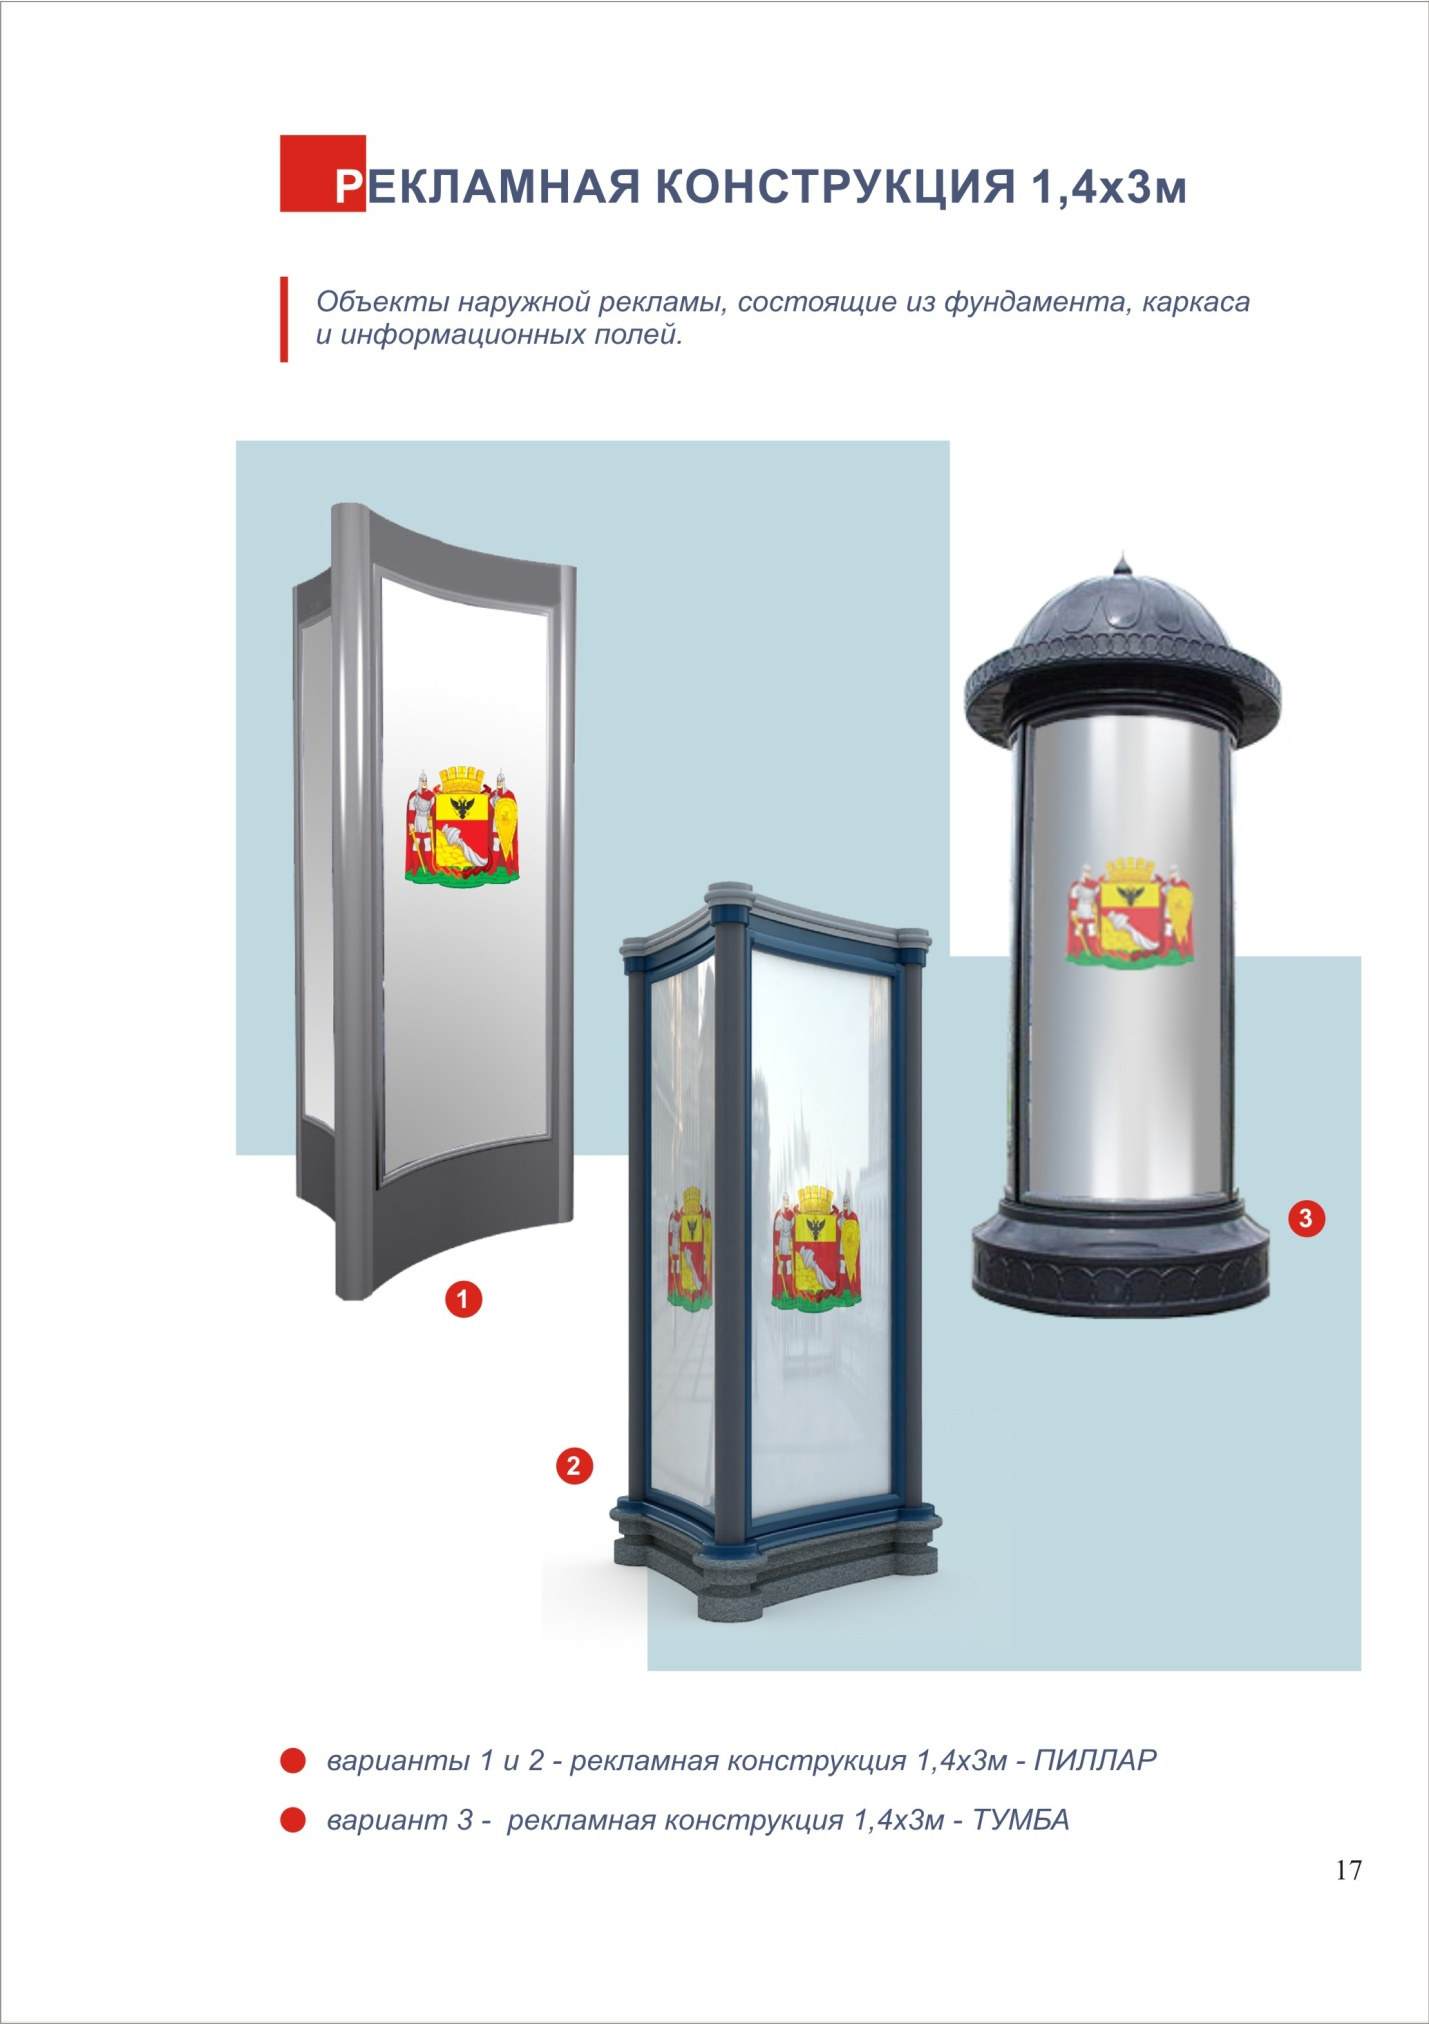 РЕКЛАМНАЯ КОНСТРУКЦИЯ 1,4х3м
Объекты наружной рекламы, состоящие из фундамента, каркаса
и информационных полей.
1
2
3
варианты 1 и 2 - рекламная конструкция 1,4х3м - ПИЛЛАР
вариант 3 -  рекламная конструкция 1,4х3м - ТУМБА
17